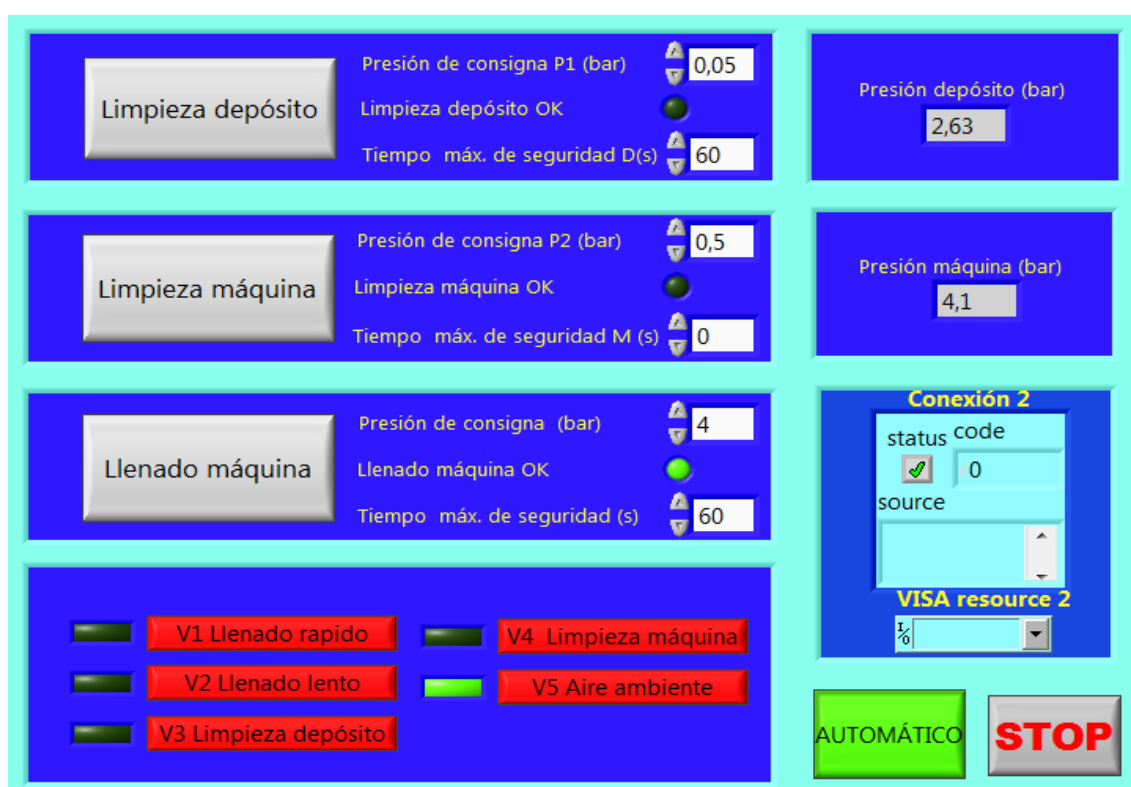 Limpieza depósito
Presión de consigna P1 (bar)
0,05
Limpieza depósito OK
Tiempo máx. de seguridad D(s)
60
Presión depósito (bar)
2,63
Limpieza máquina
Presión de consigna P2 (bar)
0,5
Limpieza máquina OK
Tiempo máx. de seguridad M (s)
0
Presión máquina (bar)
4,1
Llenado máquina
Presión de consigna (bar)
4
Llenado máquina OK
Tiempo máx. de seguridad (s)
60
Conexión 2
status
code
0
source
VISA resource 2
I/O
V1 Llenado rapido
V4 Limpieza máquina
V2 Llenado lento
V5 Aire ambiente
V3 Limpieza depósito
AUTOMÁTICO
STOP